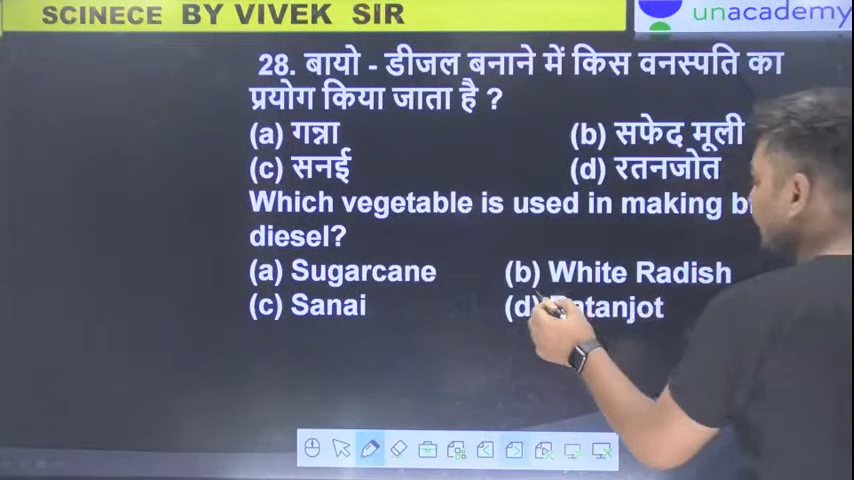 SCINECE BY VIVEK SIR
unacademy
28. बायो - डीजल बनाने में किस वनस्पति का
प्रयोग किया जाता है ?
(a) गन्ना (b) सफेद मूली
(c) सनई (d) रतनजोत
Which vegetable is used in making
diesel?
(a) Sugarcane (b) White Radish
(c) Sanai (d) Ratanjot